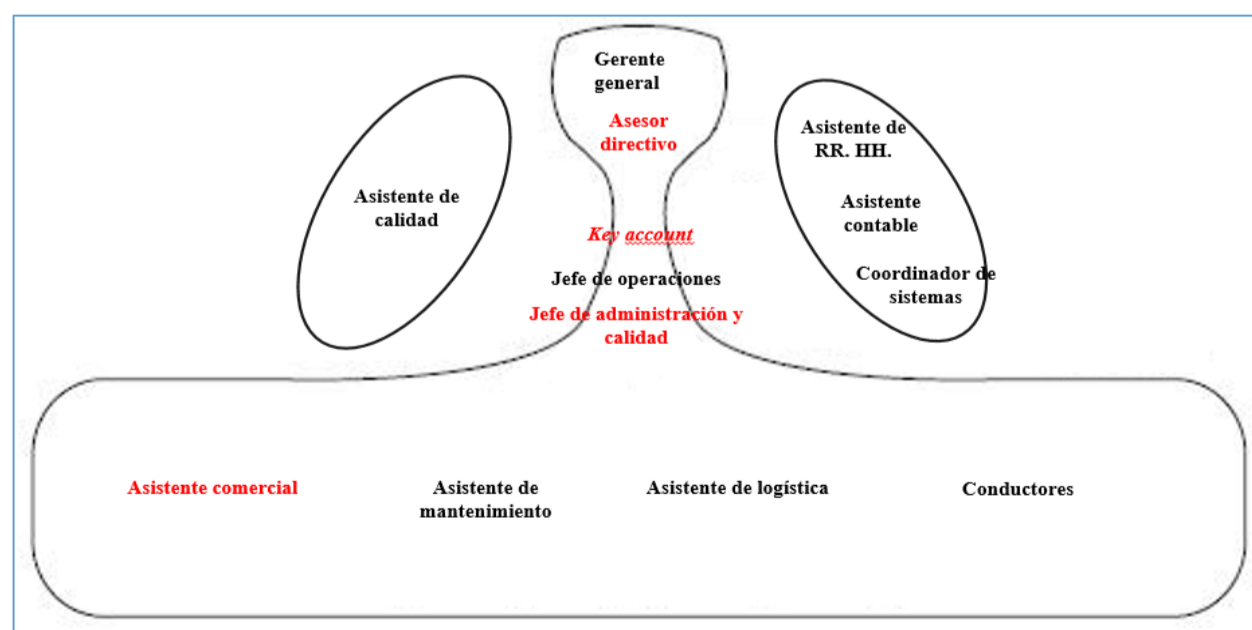 Gerente
general
Asesor
directivo
Asistente de
calidad
Asistente de
RR. HH.
Asistente
contable
Coordinador de
sistemas
Key account
Jefe de operaciones
Jefe de administración y
calidad
Asistente comercial
Asistente de
mantenimiento
Asistente de logística
Conductores